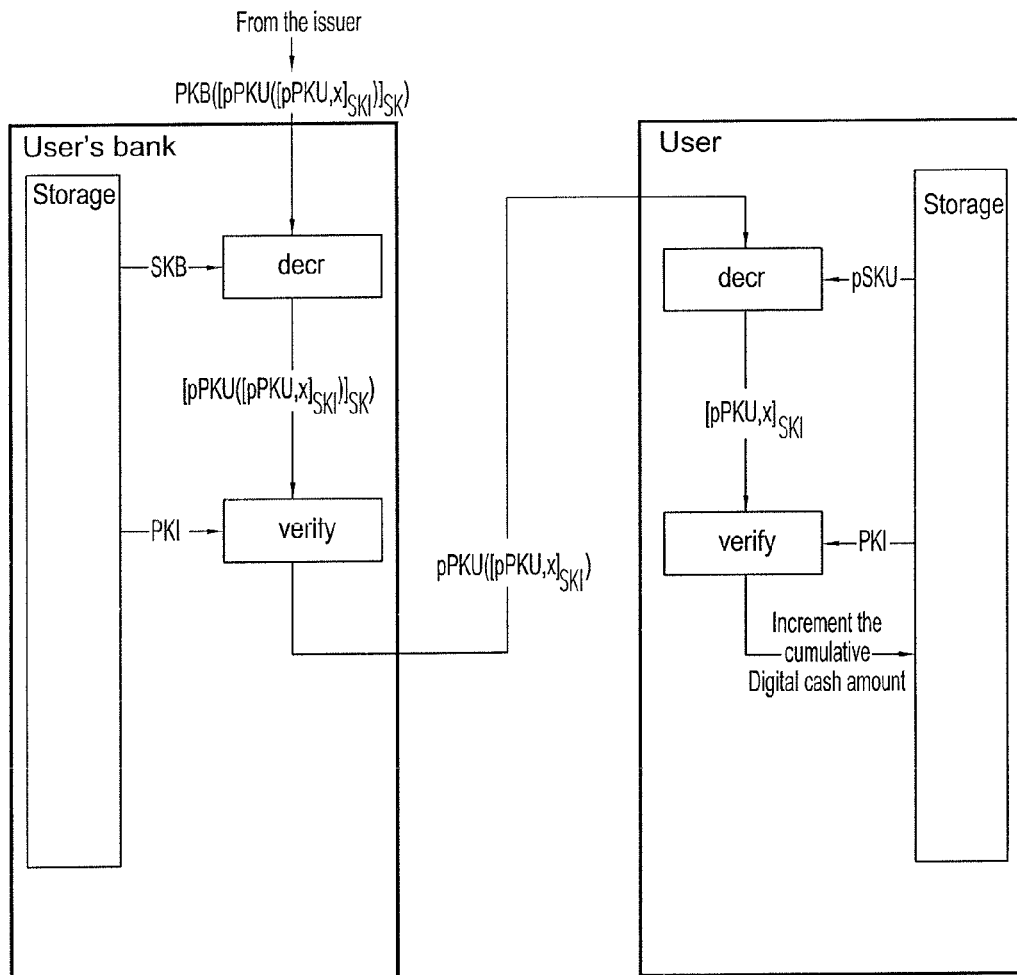 From the issuer
PKB([pPKU([pPKU,x]SKI)]SK)
User's bank
Storage
SKB
decr
[pPKU([pPKU,x]SKI)]SK)
PKI
verify
pPKU([pPKU,x]SKI)
User
Storage
decr
pSKU
[pPKU,x]SKI
verify
PKI
Increment the
cumulative
Digital cash amount